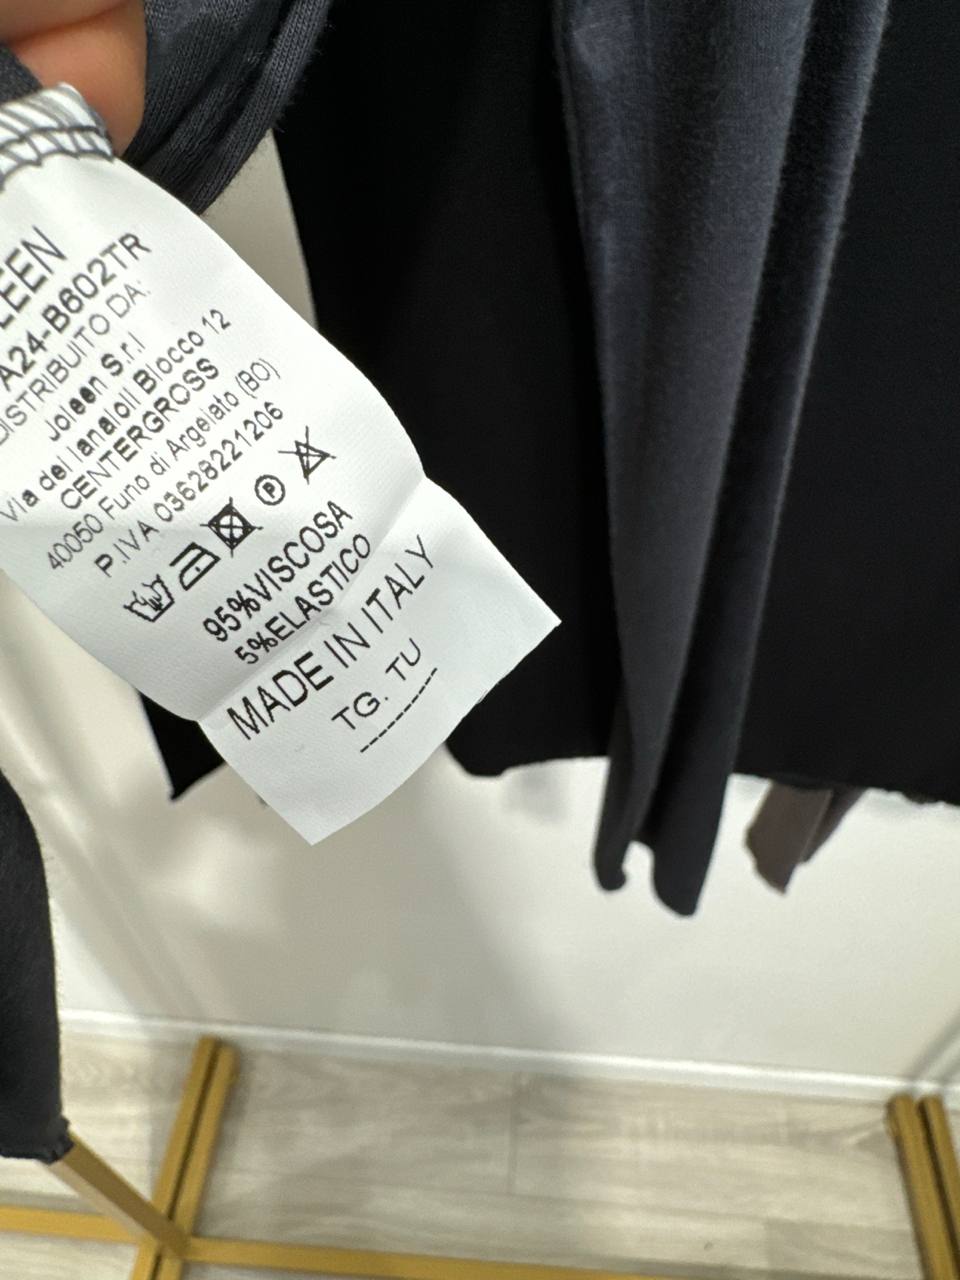 LEEN
A24-B602TR
DISTRIBUITO DA:
Joleen S.r.l
Via dei lanaioli Blocco 12
CENTERGROSS
40050 Funo di Argelato (BO)
P.IVA 03628221206
P
95%VISCOSA
5%ELASTICO
MADE IN ITALY
TG. TU